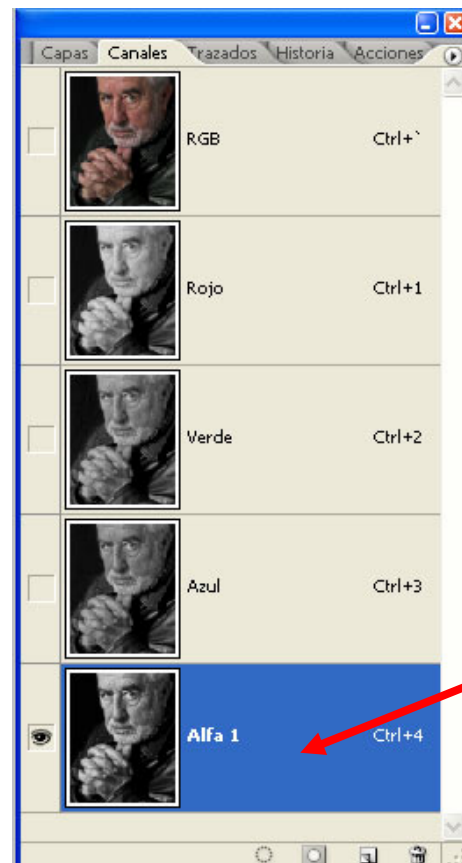 Capas Canales Trazados Historia Acciones
RGB Ctrl+`
Rojo Ctrl+1
Verde Ctrl+2
Azul Ctrl+3
Alfa 1 Ctrl+4